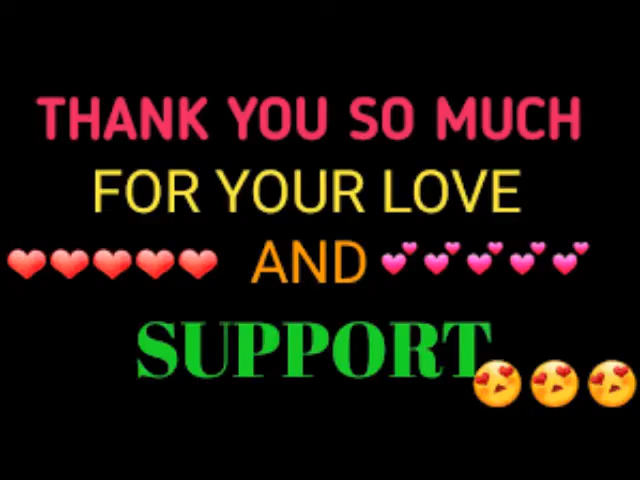 THANK YOU SO MUCH
FOR YOUR LOVE
❤❤❤❤❤ AND 💕💕💕💕💕
SUPPORT 😍😍😍